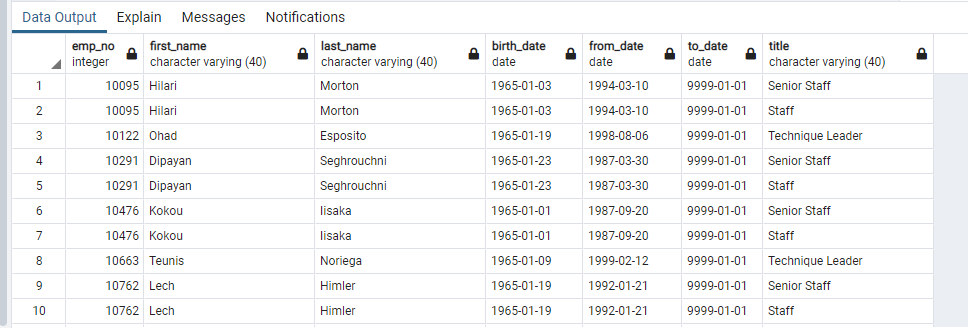 Data Output Explain Messages Notifications
emp_no first_name last_name birth_date from_date to_date title
integer character varying (40) character varying (40) date date date character varying (40)
1 10095 Hilari Morton 1965-01-03 1994-03-10 9999-01-01 Senior Staff
2 10095 Hilari Morton 1965-01-03 1994-03-10 9999-01-01 Staff
3 10122 Ohad Esposito 1965-01-19 1998-08-06 9999-01-01 Technique Leader
4 10291 Dipayan Seghrouchni 1965-01-23 1987-03-30 9999-01-01 Senior Staff
5 10291 Dipayan Seghrouchni 1965-01-23 1987-03-30 9999-01-01 Staff
6 10476 Kokou Iisaka 1965-01-01 1987-09-20 9999-01-01 Senior Staff
7 10476 Kokou Iisaka 1965-01-01 1987-09-20 9999-01-01 Staff
8 10663 Teunis Noriega 1965-01-09 1999-02-12 9999-01-01 Technique Leader
9 10762 Lech Himler 1965-01-19 1992-01-21 9999-01-01 Senior Staff
10 10762 Lech Himler 1965-01-19 1992-01-21 9999-01-01 Staff